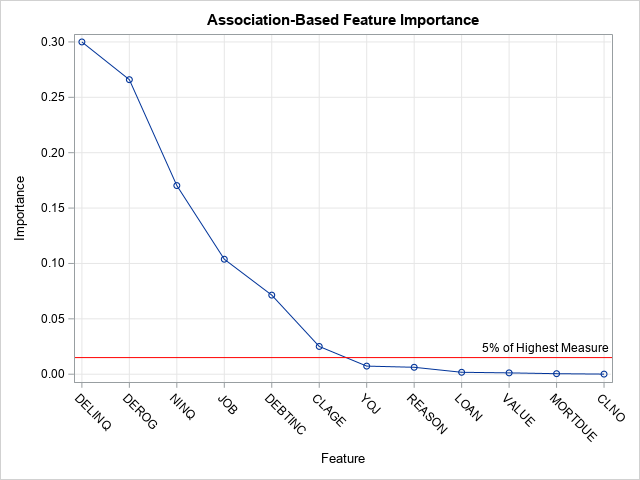 Association-Based Feature Importance
0.30
0.25
0.20
0.15
0.10
0.05
0.00
Importance
5% of Highest Measure
DELINQ
DEROG
NINQ
JOB
DEBTINC
CLAGE
YOJ
REASON
LOAN
VALUE
MORTDUE
CLNO
Feature